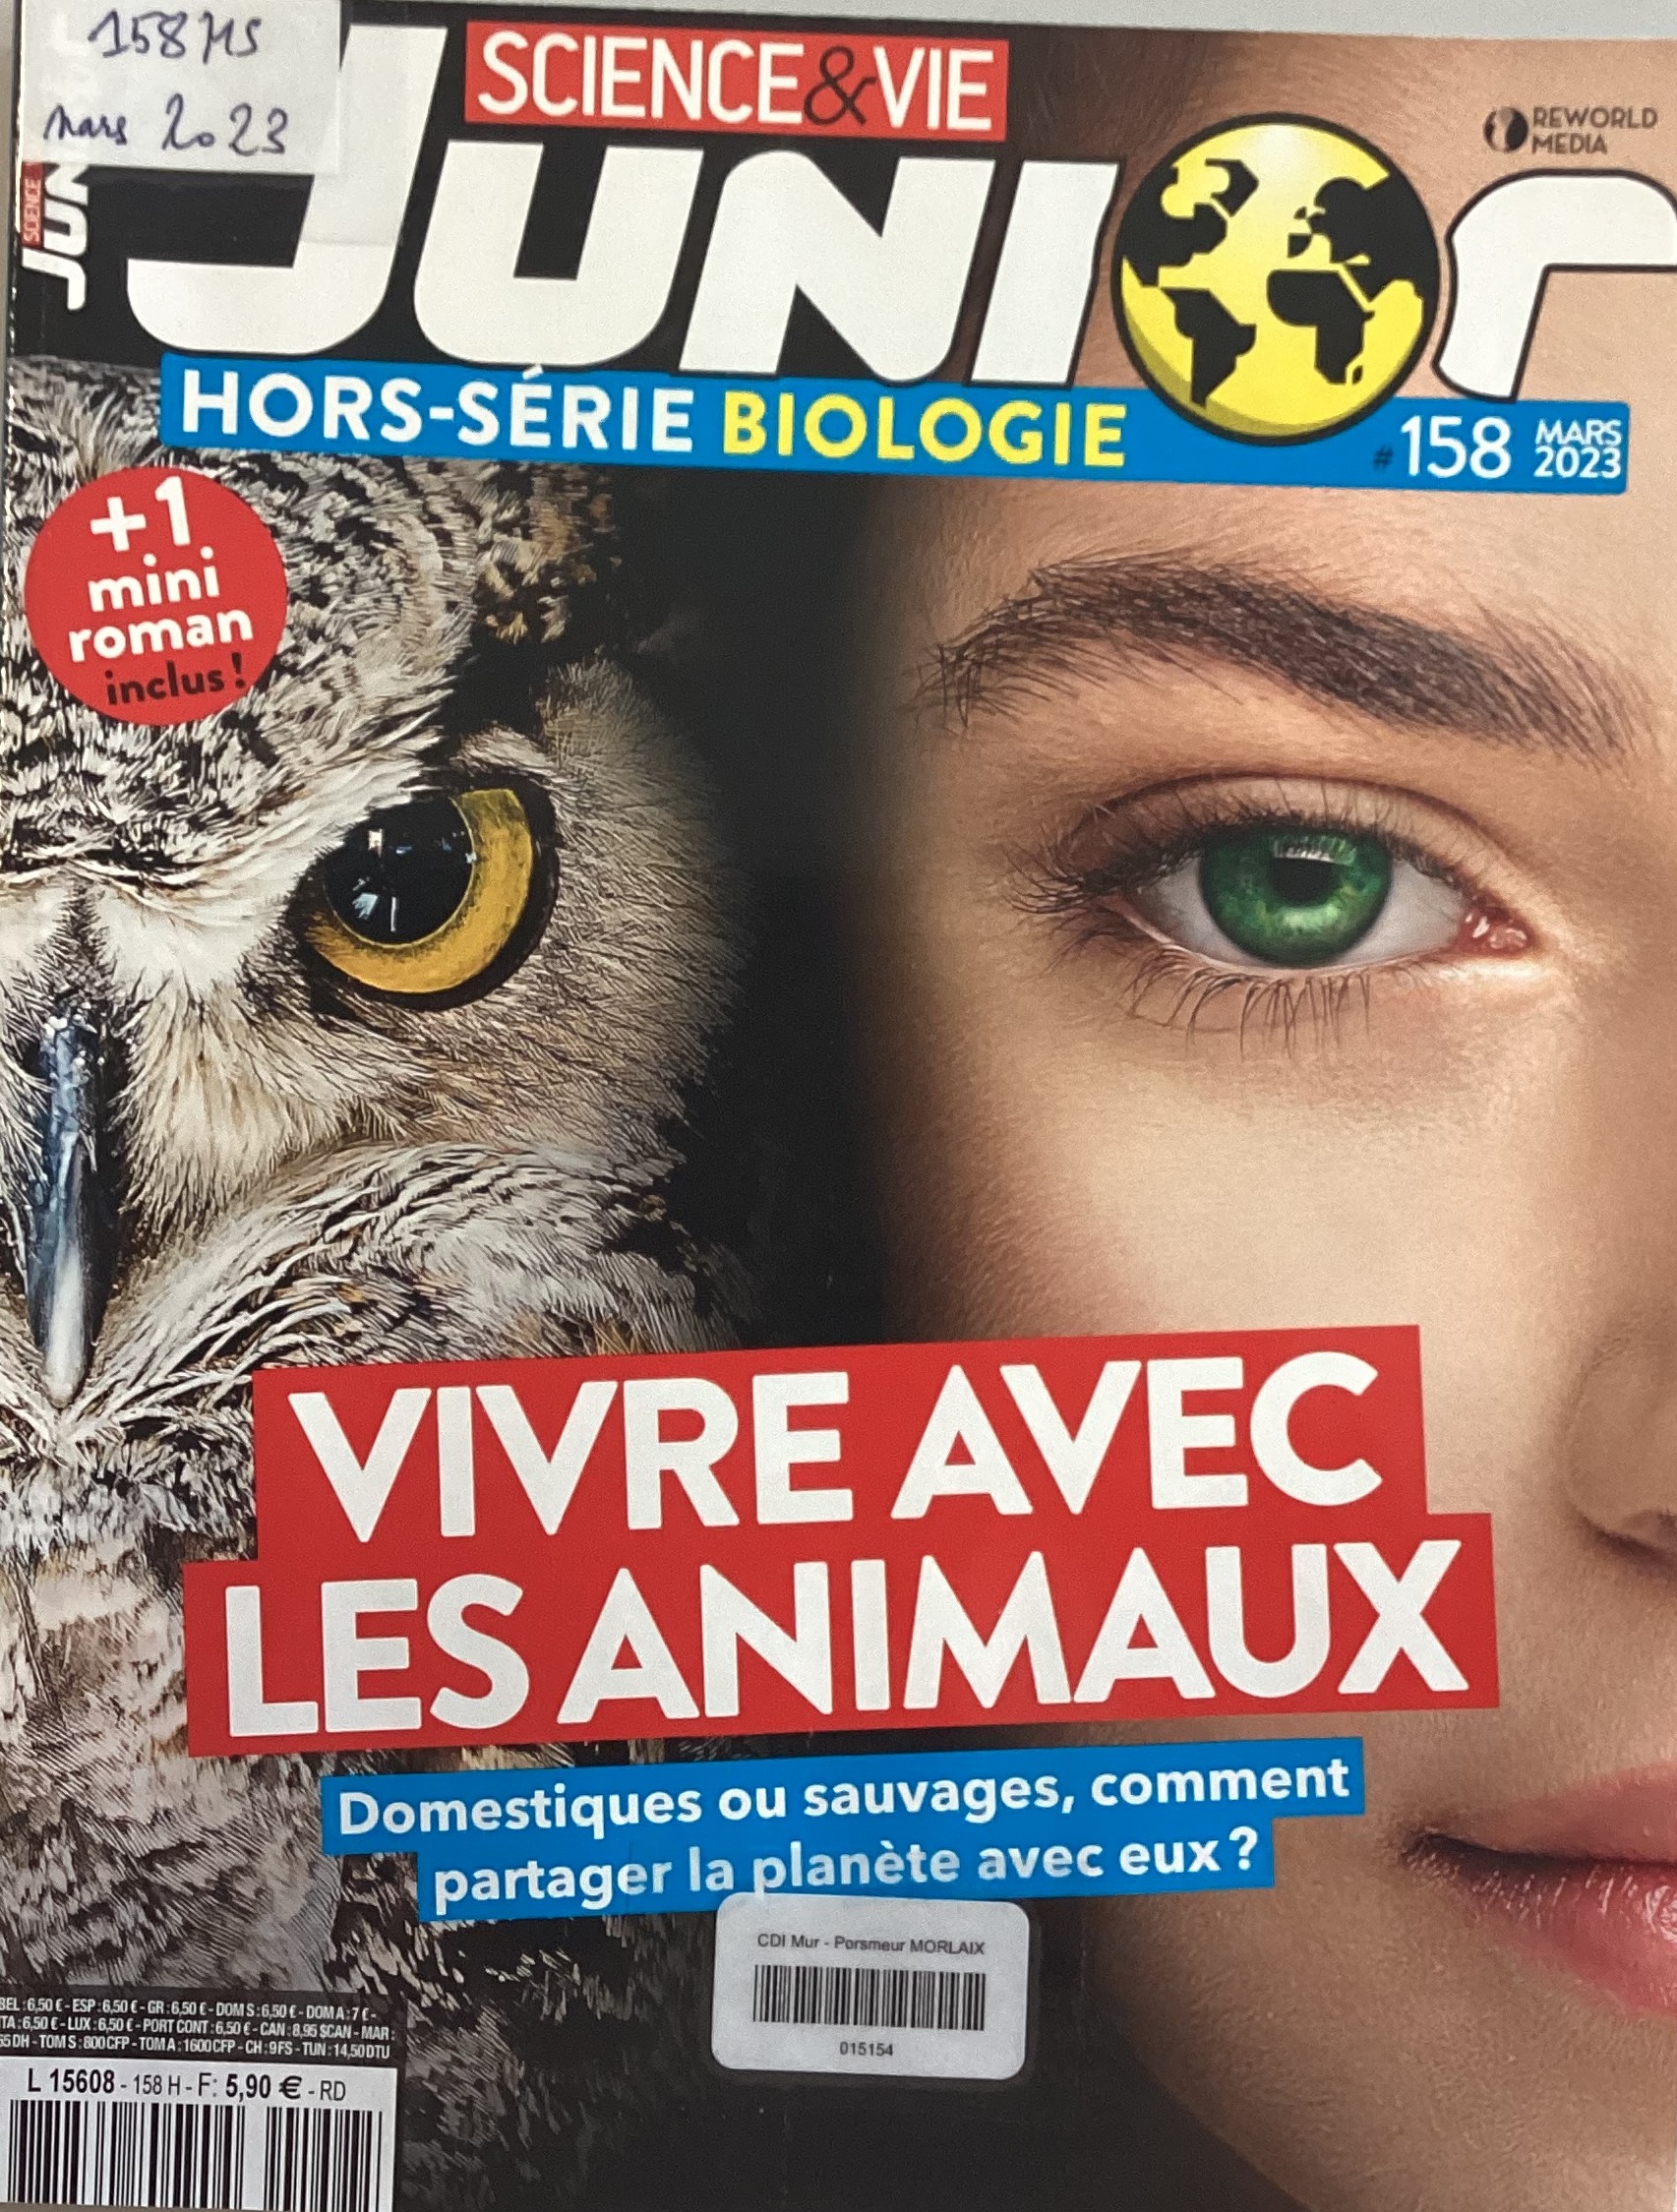 158 HS
mars 2023
SCIENCE&VIE
JUNIOR
REWORLD
MEDIA
SCIENCE
HORS-SÉRIE BIOLOGIE
#158 MARS
2023
+1
mini
roman
inclus !
VIVRE AVEC
LES ANIMAUX
Domestiques ou sauvages, comment
partager la planète avec eux ?
CDI Mur - Porsmeur MORLAIX
015154
BEL : 6,50 € - ESP : 6,50 € - GR : 6,50 € - DOM S : 6,50 € - DOM A : 7 € -
TA : 6,50 € - LUX : 6,50 € - PORT CONT : 6,50 € - CAN : 8,95 $CAN - MAR :
55 DH - TOM S : 800 CFP - TOM A : 1600 CFP - CH : 9 FS - TUN : 14,50 DTU
L 15608 - 158 H - F: 5,90 € - RD